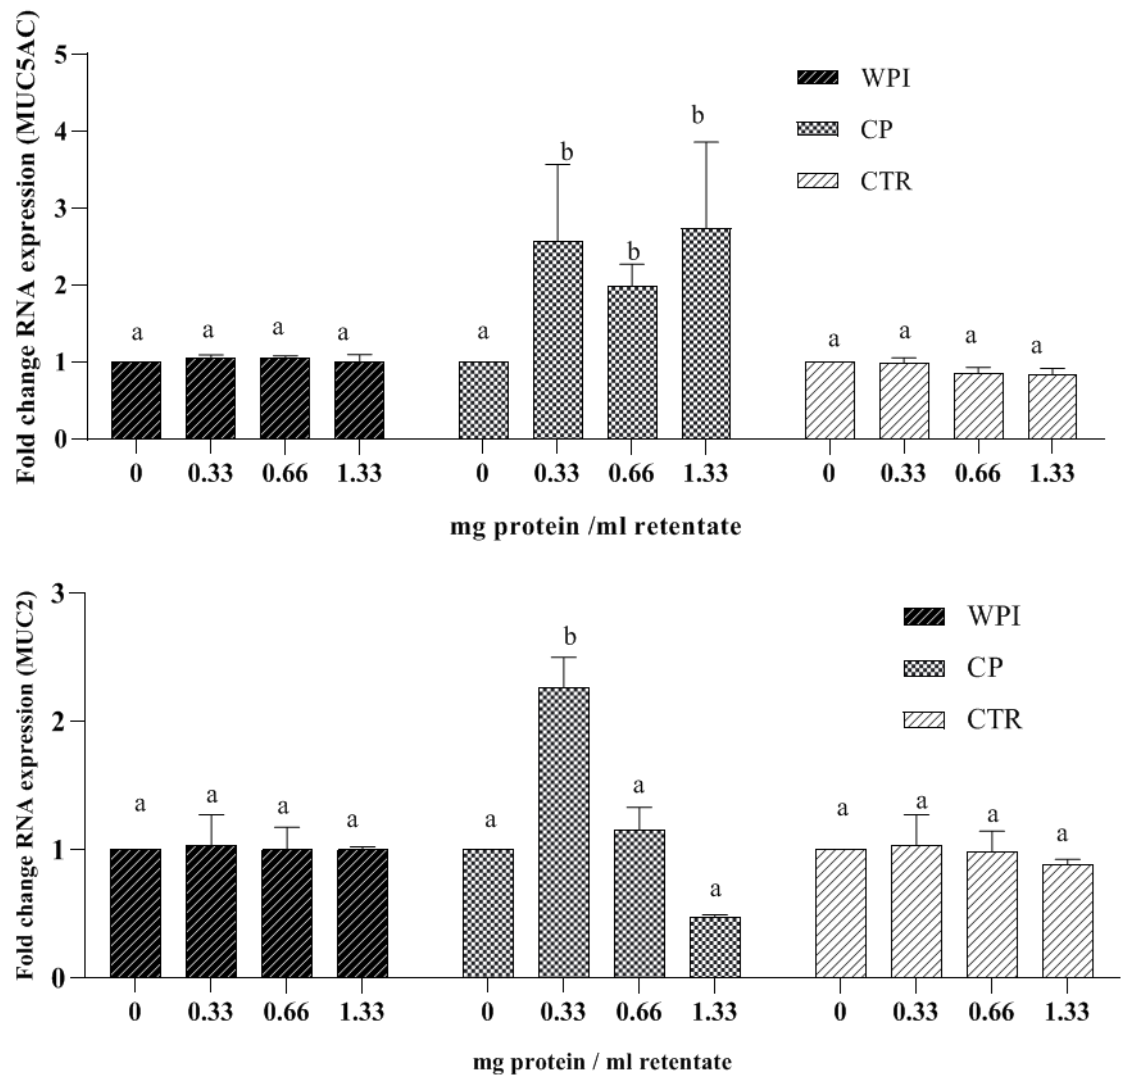 Fold change RNA expression (MUC5AC)
5
4
3
2
1
0
WPI
CP
CTR
a a a a
a b b b
a a a a
0 0.33 0.66 1.33 0 0.33 0.66 1.33 0 0.33 0.66 1.33
mg protein /ml retentate
Fold change RNA expression (MUC2)
3
2
1
0
WPI
CP
CTR
a a a a
a b a a
a a a a
0 0.33 0.66 1.33 0 0.33 0.66 1.33 0 0.33 0.66 1.33
mg protein / ml retentate